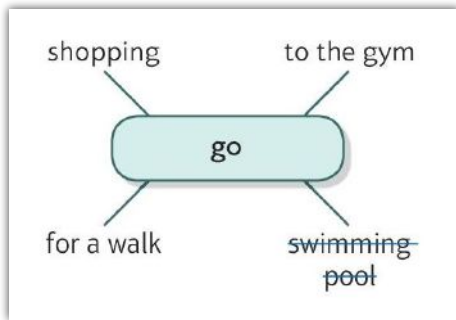 shopping
to the gym
go
for a walk
swimming
pool